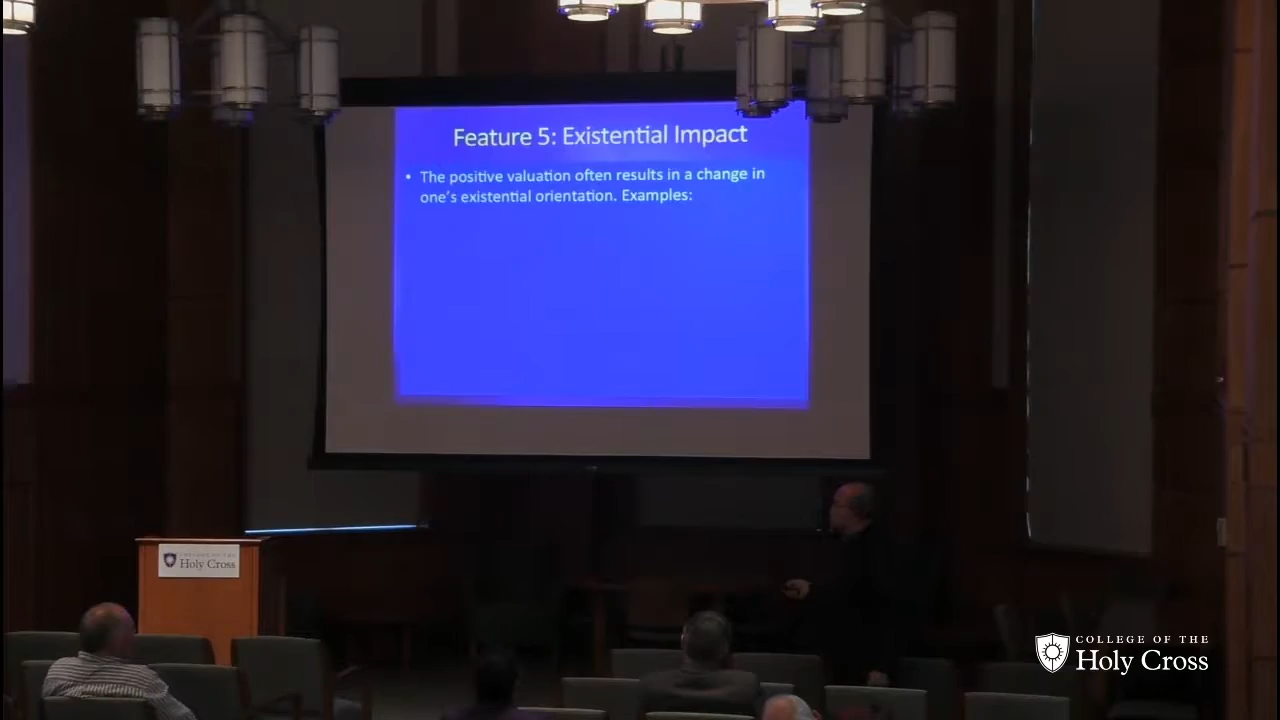 Feature 5: Existential Impact
• The positive valuation often results in a change in
one's existential orientation. Examples:
COLLEGE OF THE
Holy Cross
COLLEGE OF THE
Holy Cross